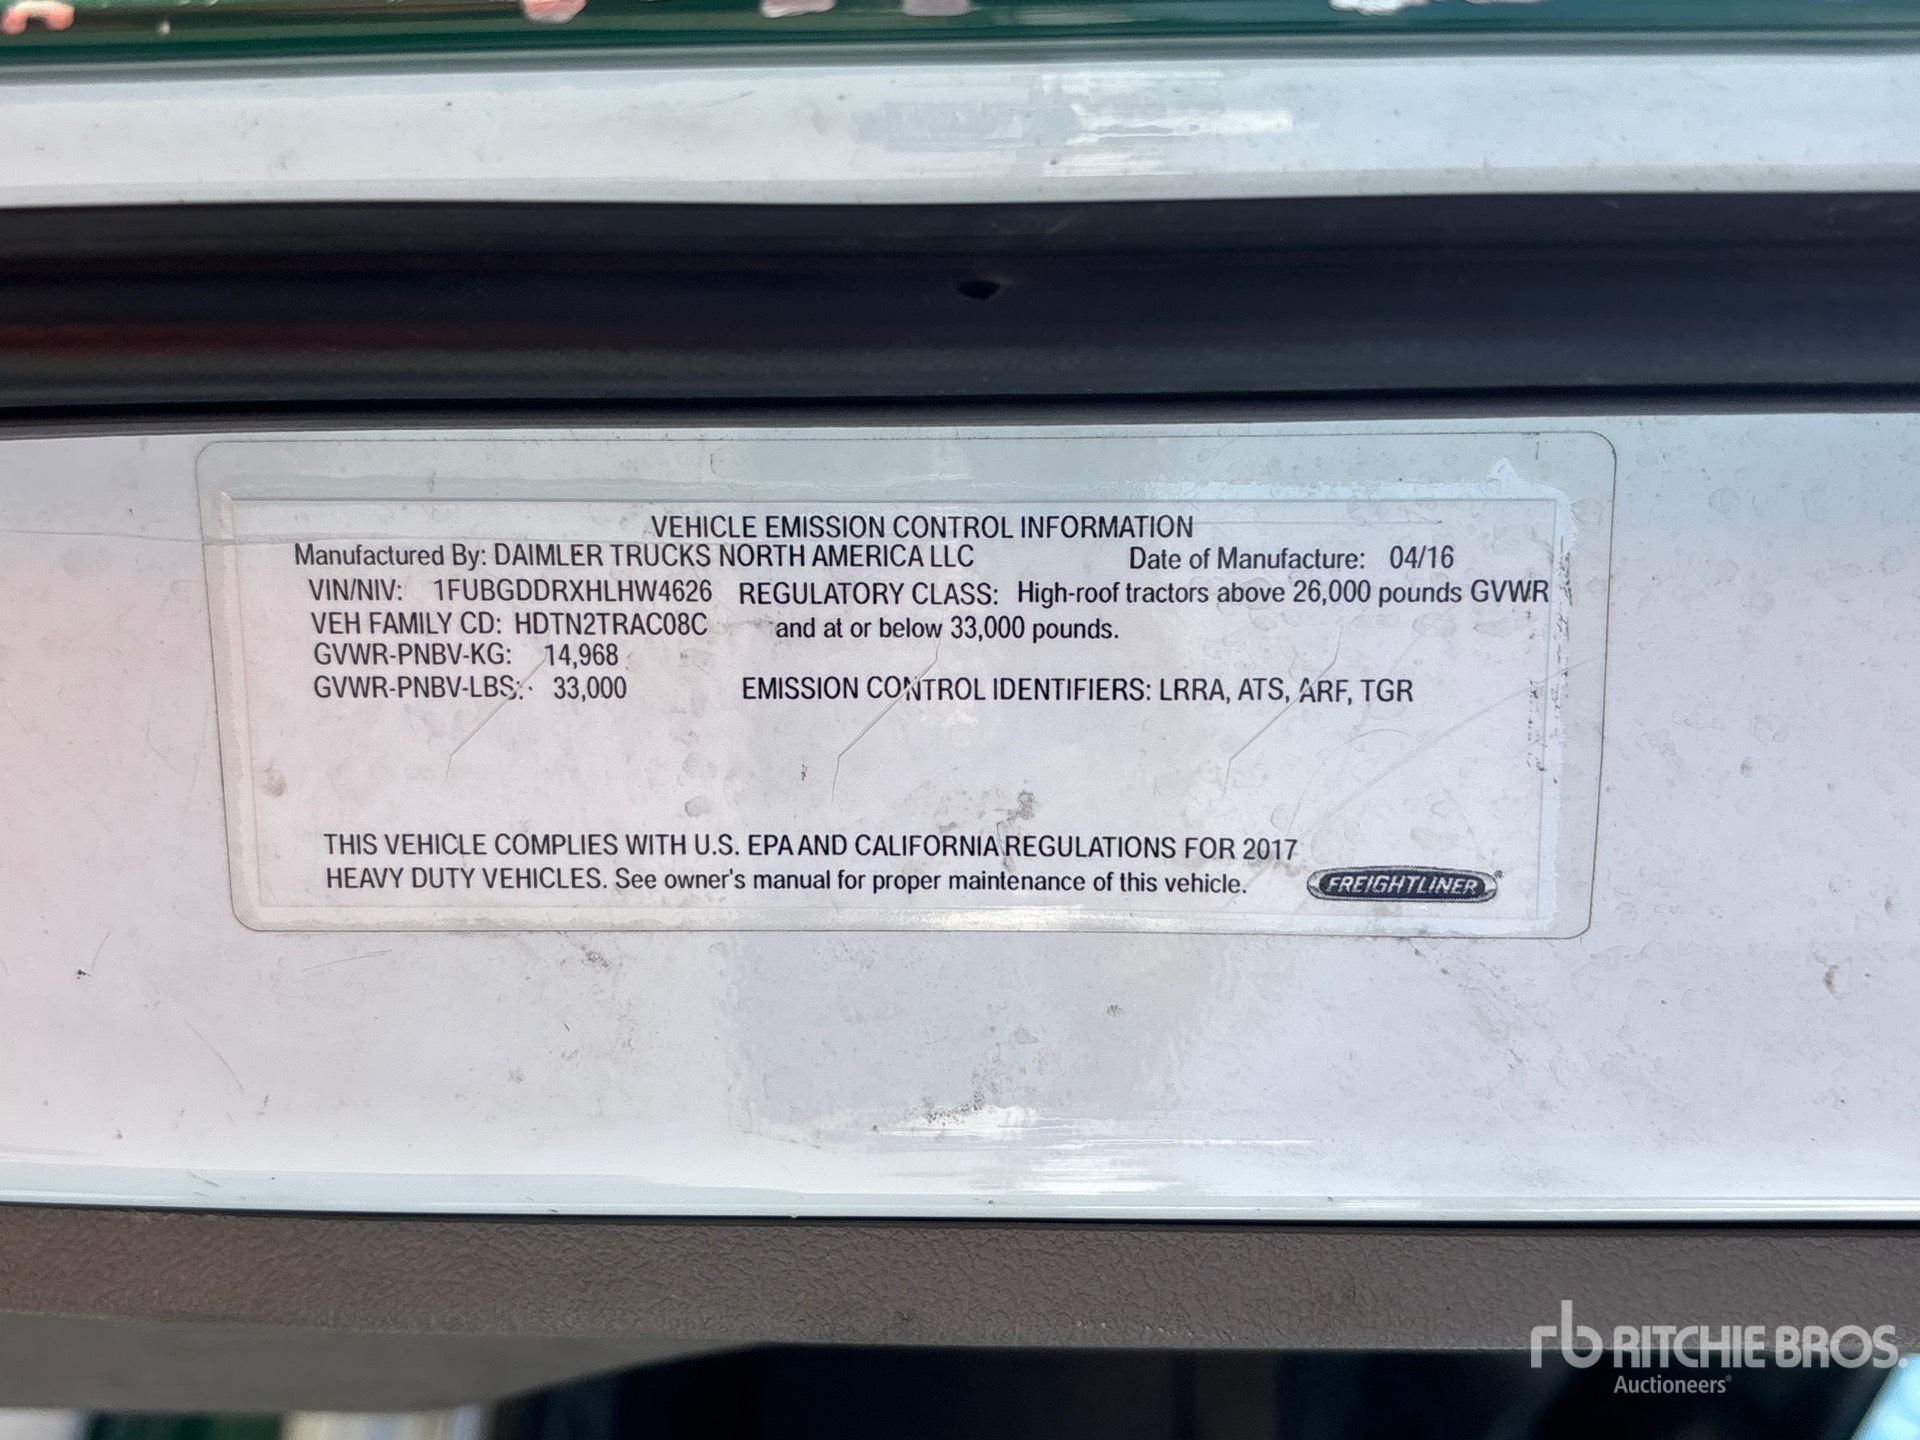 VEHICLE EMISSION CONTROL INFORMATION
Manufactured By: DAIMLER TRUCKS NORTH AMERICA LLC Date of Manufacture: 04/16
VIN/NIV: 1FUBGDDRXHLHW4626 REGULATORY CLASS: High-roof tractors above 26,000 pounds GVWR
VEH FAMILY CD: HDTN2TRAC08C and at or below 33,000 pounds.
GVWR-PNBV-KG: 14,968
GVWR-PNBV-LBS: 33,000 EMISSION CONTROL IDENTIFIERS: LRRA, ATS, ARF, TGR
THIS VEHICLE COMPLIES WITH U.S. EPA AND CALIFORNIA REGULATIONS FOR 2017
HEAVY DUTY VEHICLES. See owner's manual for proper maintenance of this vehicle.
FREIGHTLINER®
rb RITCHIE BROS.
Auctioneers®